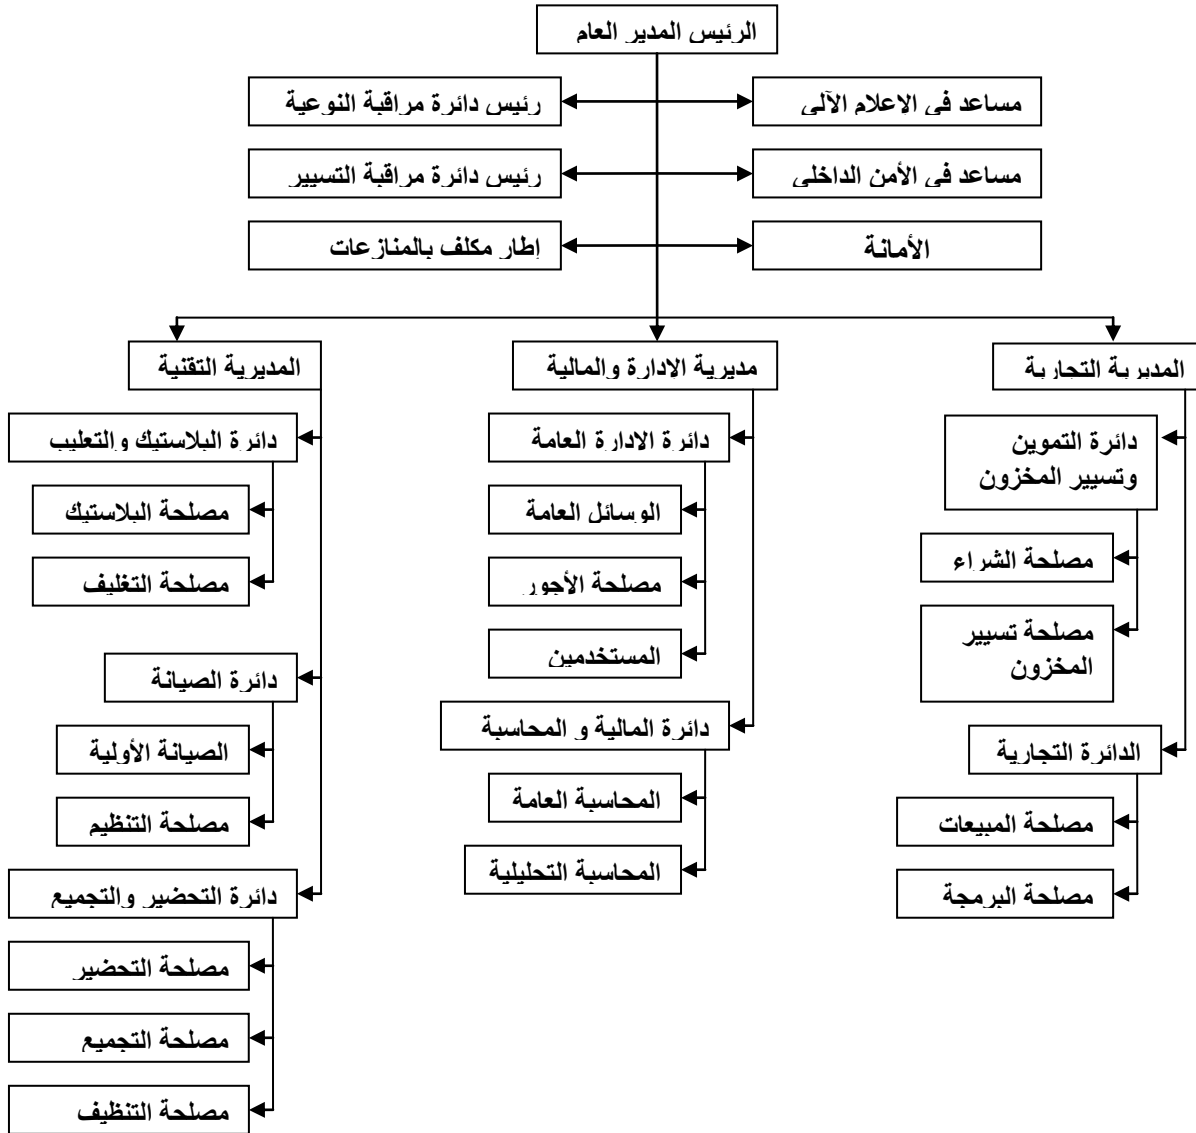 الرئيس المدير العام
مساعد في الاعلام الآلي
رئيس دائرة مراقبة النوعية
مساعد في الأمن الداخلي
رئيس دائرة مراقبة التسيير
الأمانة
إطار مكلف بالمنازعات
المديرية التجارية
دائرة التموين
وتسيير المخزون
مصلحة الشراء
مصلحة تسيير
المخزون
الدائرة التجارية
مصلحة المبيعات
مصلحة البرمجة
مديرية الادارة والمالية
دائرة الادارة العامة
الوسائل العامة
مصلحة الأجور
المستخدمين
دائرة المالية و المحاسبة
المحاسبة العامة
المحاسبة التحليلية
المديرية التقنية
دائرة البلاستيك والتعليب
مصلحة البلاستيك
مصلحة التغليف
دائرة الصيانة
الصيانة الأولية
مصلحة التنظيم
دائرة التحضير والتجميع
مصلحة التحضير
مصلحة التجميع
مصلحة التنظيف